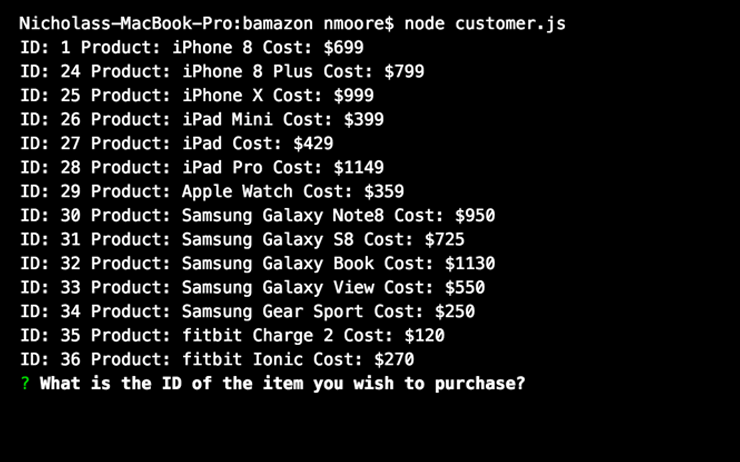 Nicholass-MacBook-Pro:bamazon nmoore$ node customer.js
ID: 1 Product: iPhone 8 Cost: $699
ID: 24 Product: iPhone 8 Plus Cost: $799
ID: 25 Product: iPhone X Cost: $999
ID: 26 Product: iPad Mini Cost: $399
ID: 27 Product: iPad Cost: $429
ID: 28 Product: iPad Pro Cost: $1149
ID: 29 Product: Apple Watch Cost: $359
ID: 30 Product: Samsung Galaxy Note8 Cost: $950
ID: 31 Product: Samsung Galaxy S8 Cost: $725
ID: 32 Product: Samsung Galaxy Book Cost: $1130
ID: 33 Product: Samsung Galaxy View Cost: $550
ID: 34 Product: Samsung Gear Sport Cost: $250
ID: 35 Product: fitbit Charge 2 Cost: $120
ID: 36 Product: fitbit Ionic Cost: $270
? What is the ID of the item you wish to purchase?